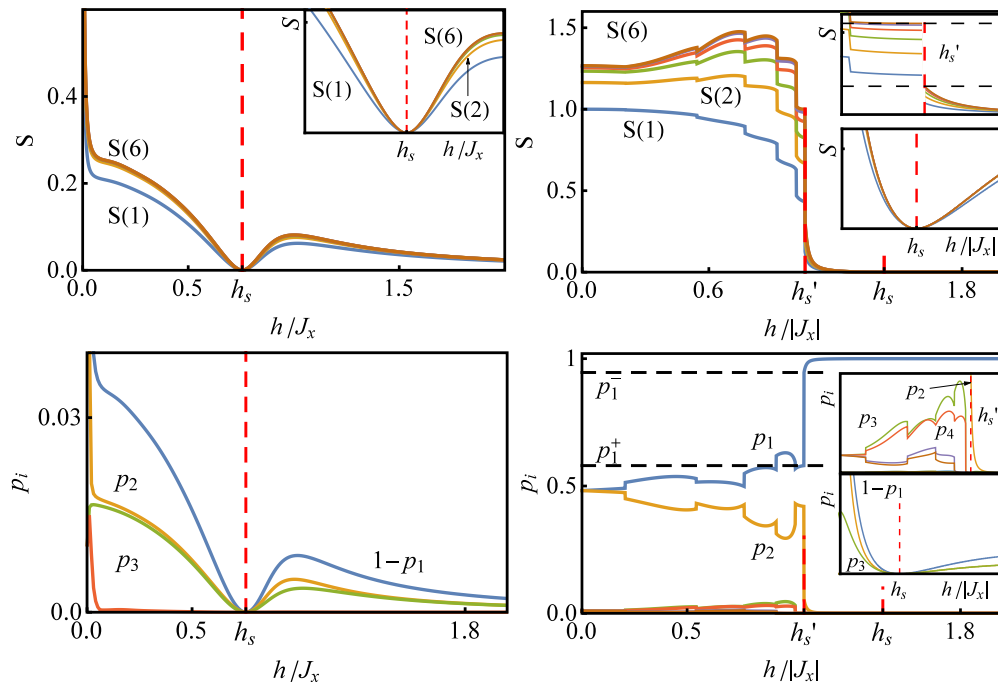 S
0.4
0.2
0.0
S(6)
S(1)
0.0
0.5
h_s
1.5
h/J_x
S
S(6)
S(1)
S(2)
h_s
h/J_x
S
1.5
1.0
0.5
0.0
S(6)
S(2)
S(1)
0.0
0.6
h_s'
h_s
1.8
h/|J_x|
S
h_s'
S
h_s
h/|J_x|
p_i
0.03
0.0
p_2
p_3
1-p_1
0.0
0.5
h_s
1.8
h/J_x
p_i
1
0.5
0
p_1^-
p_1^+
p_1
p_2
0.0
0.5
h_s'
h_s
1.8
h/|J_x|
p_i
p_2
p_3
p_4
h_s'
1-p_1
p_3
h_s
h/|J_x|